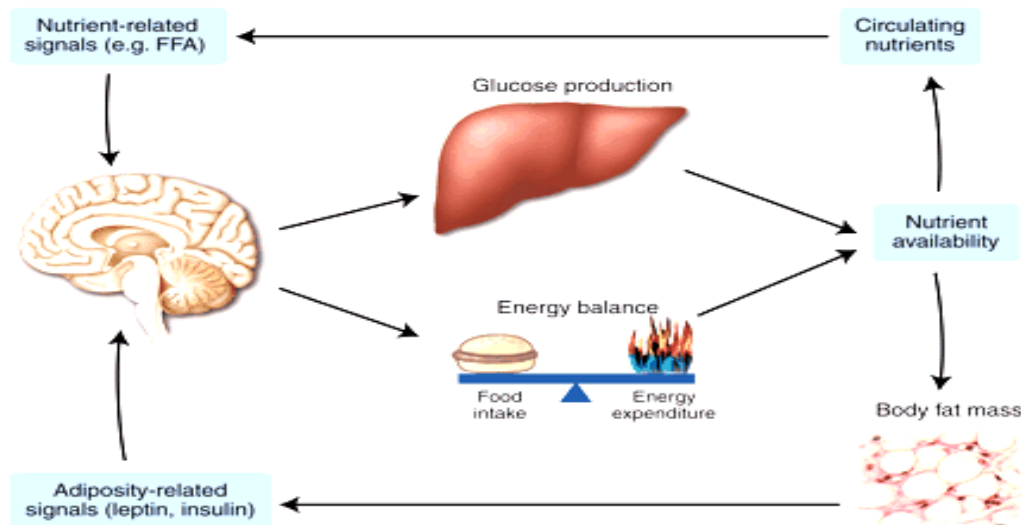 Nutrient-related
signals (e.g. FFA)
Circulating
nutrients
Glucose production
Nutrient
availability
Energy balance
Food
intake
Energy
expenditure
Body fat mass
Adiposity-related
signals (leptin, insulin)